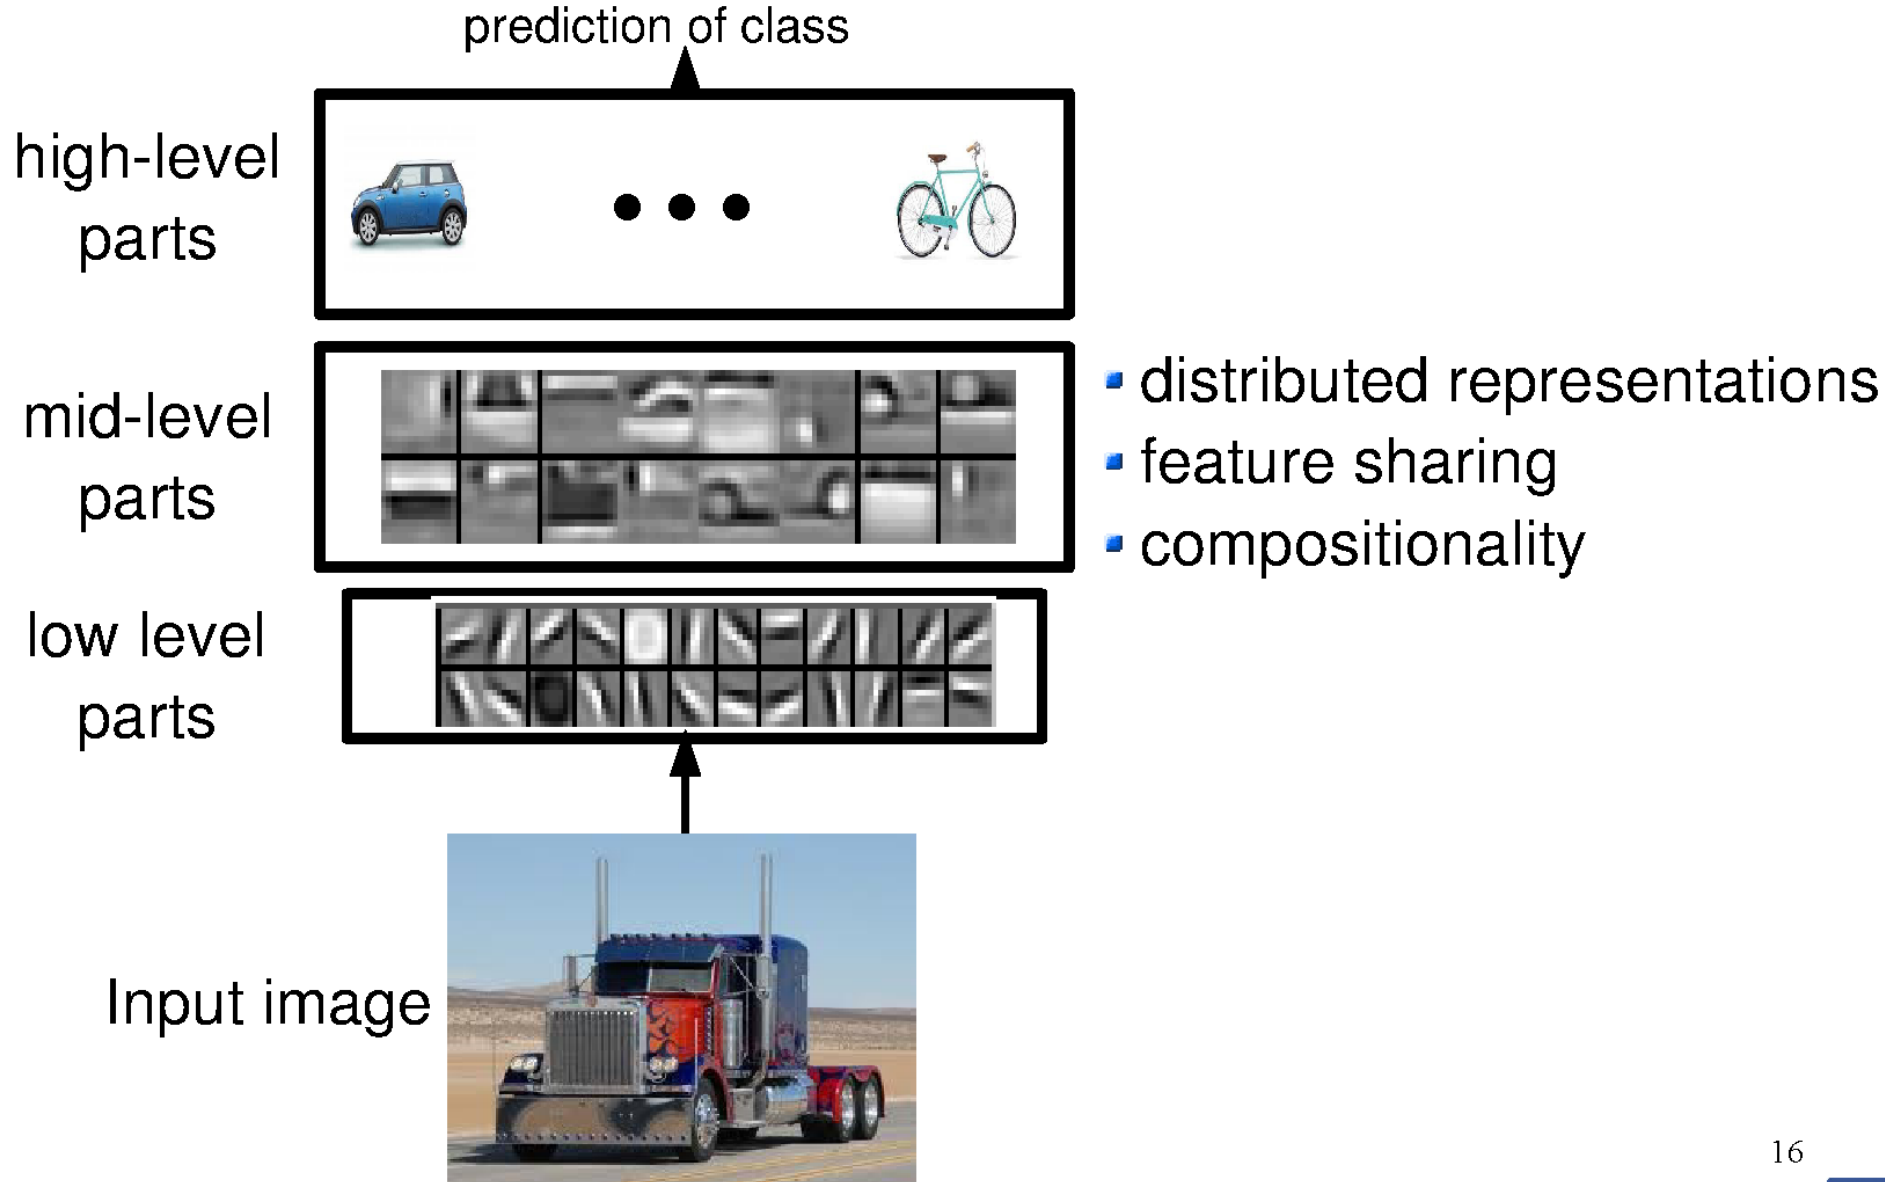 prediction of class
high-level
parts
mid-level
parts
distributed representations
feature sharing
compositionality
low level
parts
Input image
16